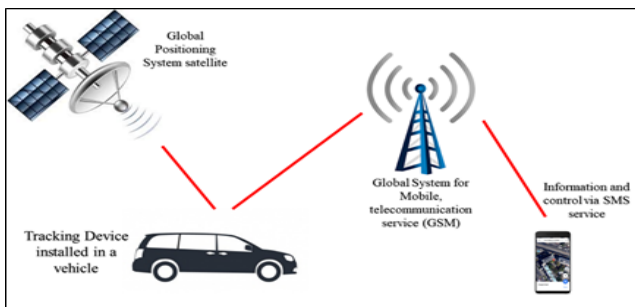 Global
Positioning
System satellite
Global System for
Mobile,
telecommunication
service (GSM)
Information and
control via SMS
service
Tracking Device
installed in a
vehicle